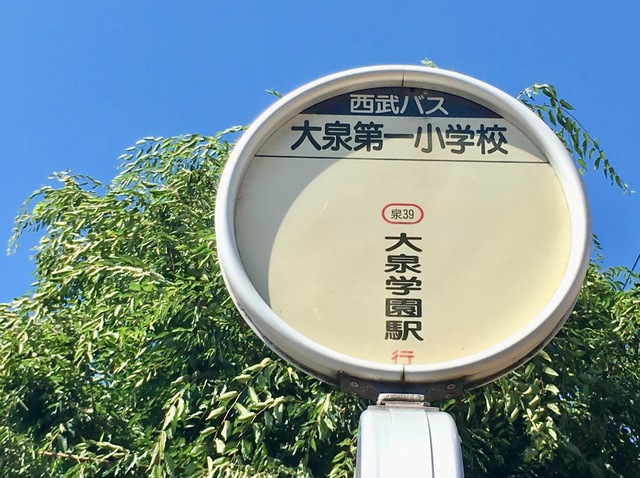 西武バス
大泉第一小学校
泉39
大泉学園駅
行